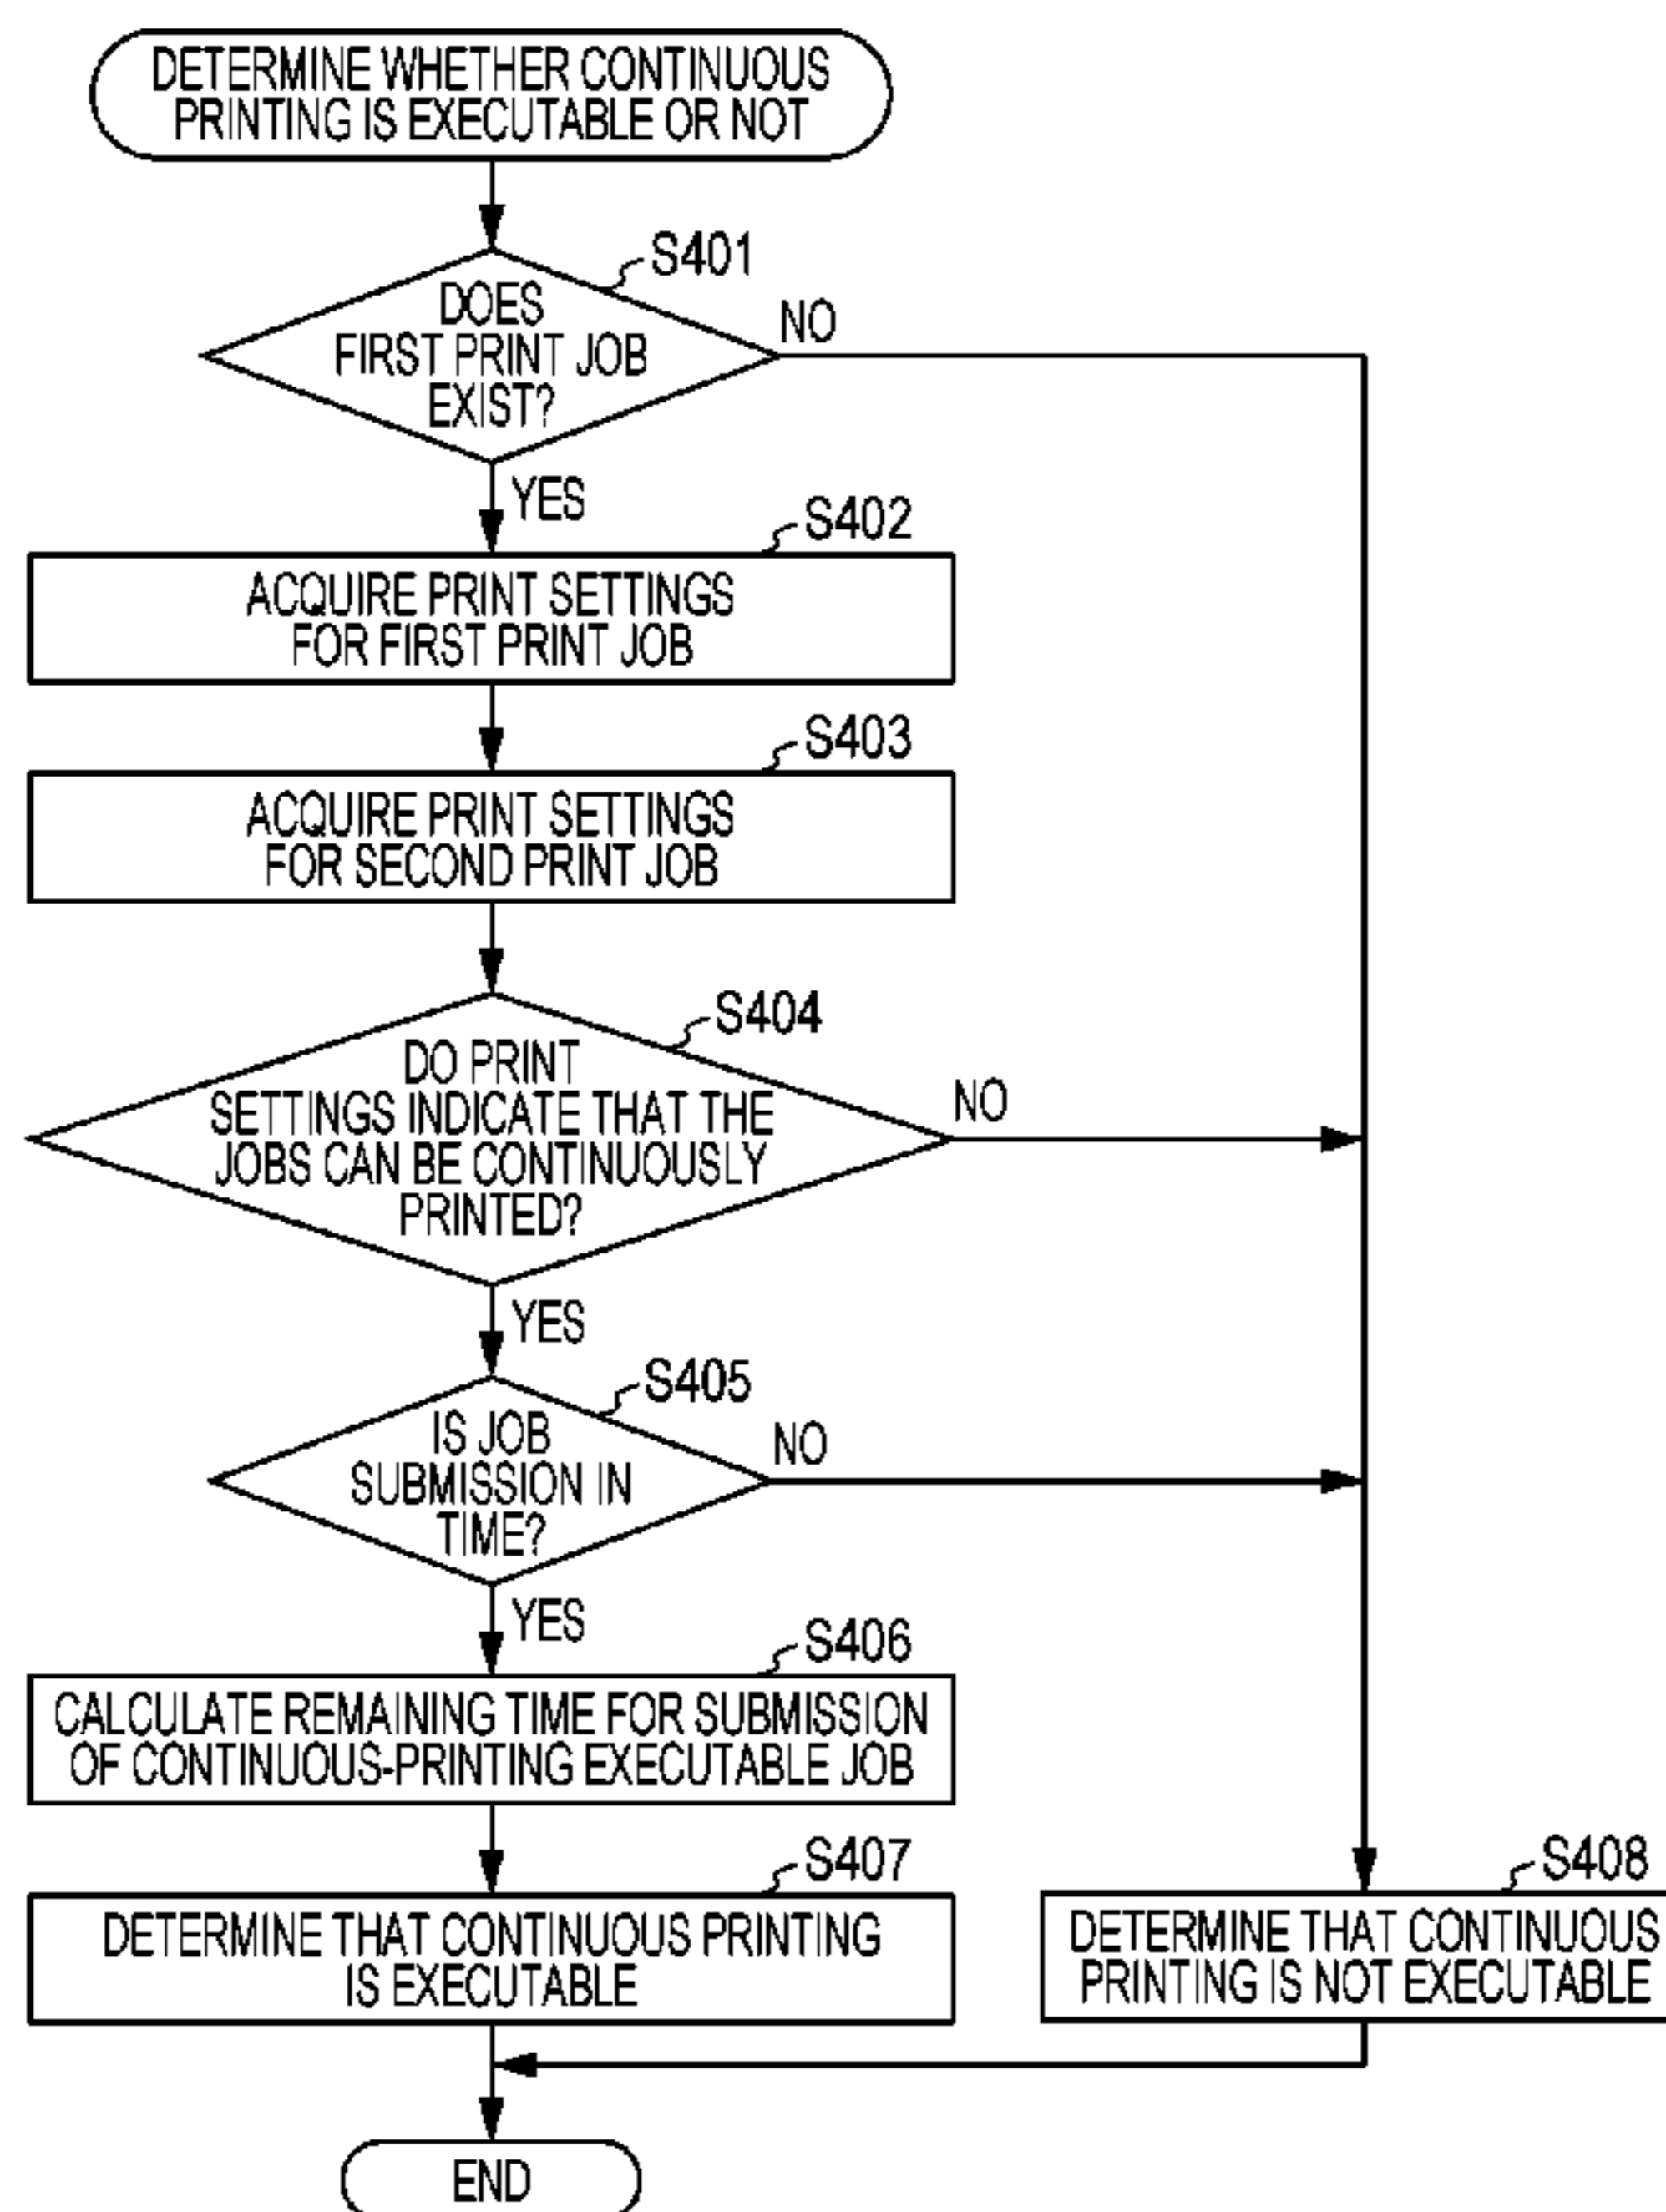 DETERMINE WHETHER CONTINUOUS
PRINTING IS EXECUTABLE OR NOT
S401
DOES
FIRST PRINT JOB
EXIST?
NO
YES
S402
ACQUIRE PRINT SETTINGS
FOR FIRST PRINT JOB
S403
ACQUIRE PRINT SETTINGS
FOR SECOND PRINT JOB
S404
DO PRINT
SETTINGS INDICATE THAT THE
JOBS CAN BE CONTINUOUSLY
PRINTED?
NO
YES
S405
IS JOB
SUBMISSION IN
TIME?
NO
YES
S406
CALCULATE REMAINING TIME FOR SUBMISSION
OF CONTINUOUS-PRINTING EXECUTABLE JOB
S407
DETERMINE THAT CONTINUOUS PRINTING
IS EXECUTABLE
S408
DETERMINE THAT CONTINUOUS
PRINTING IS NOT EXECUTABLE
END